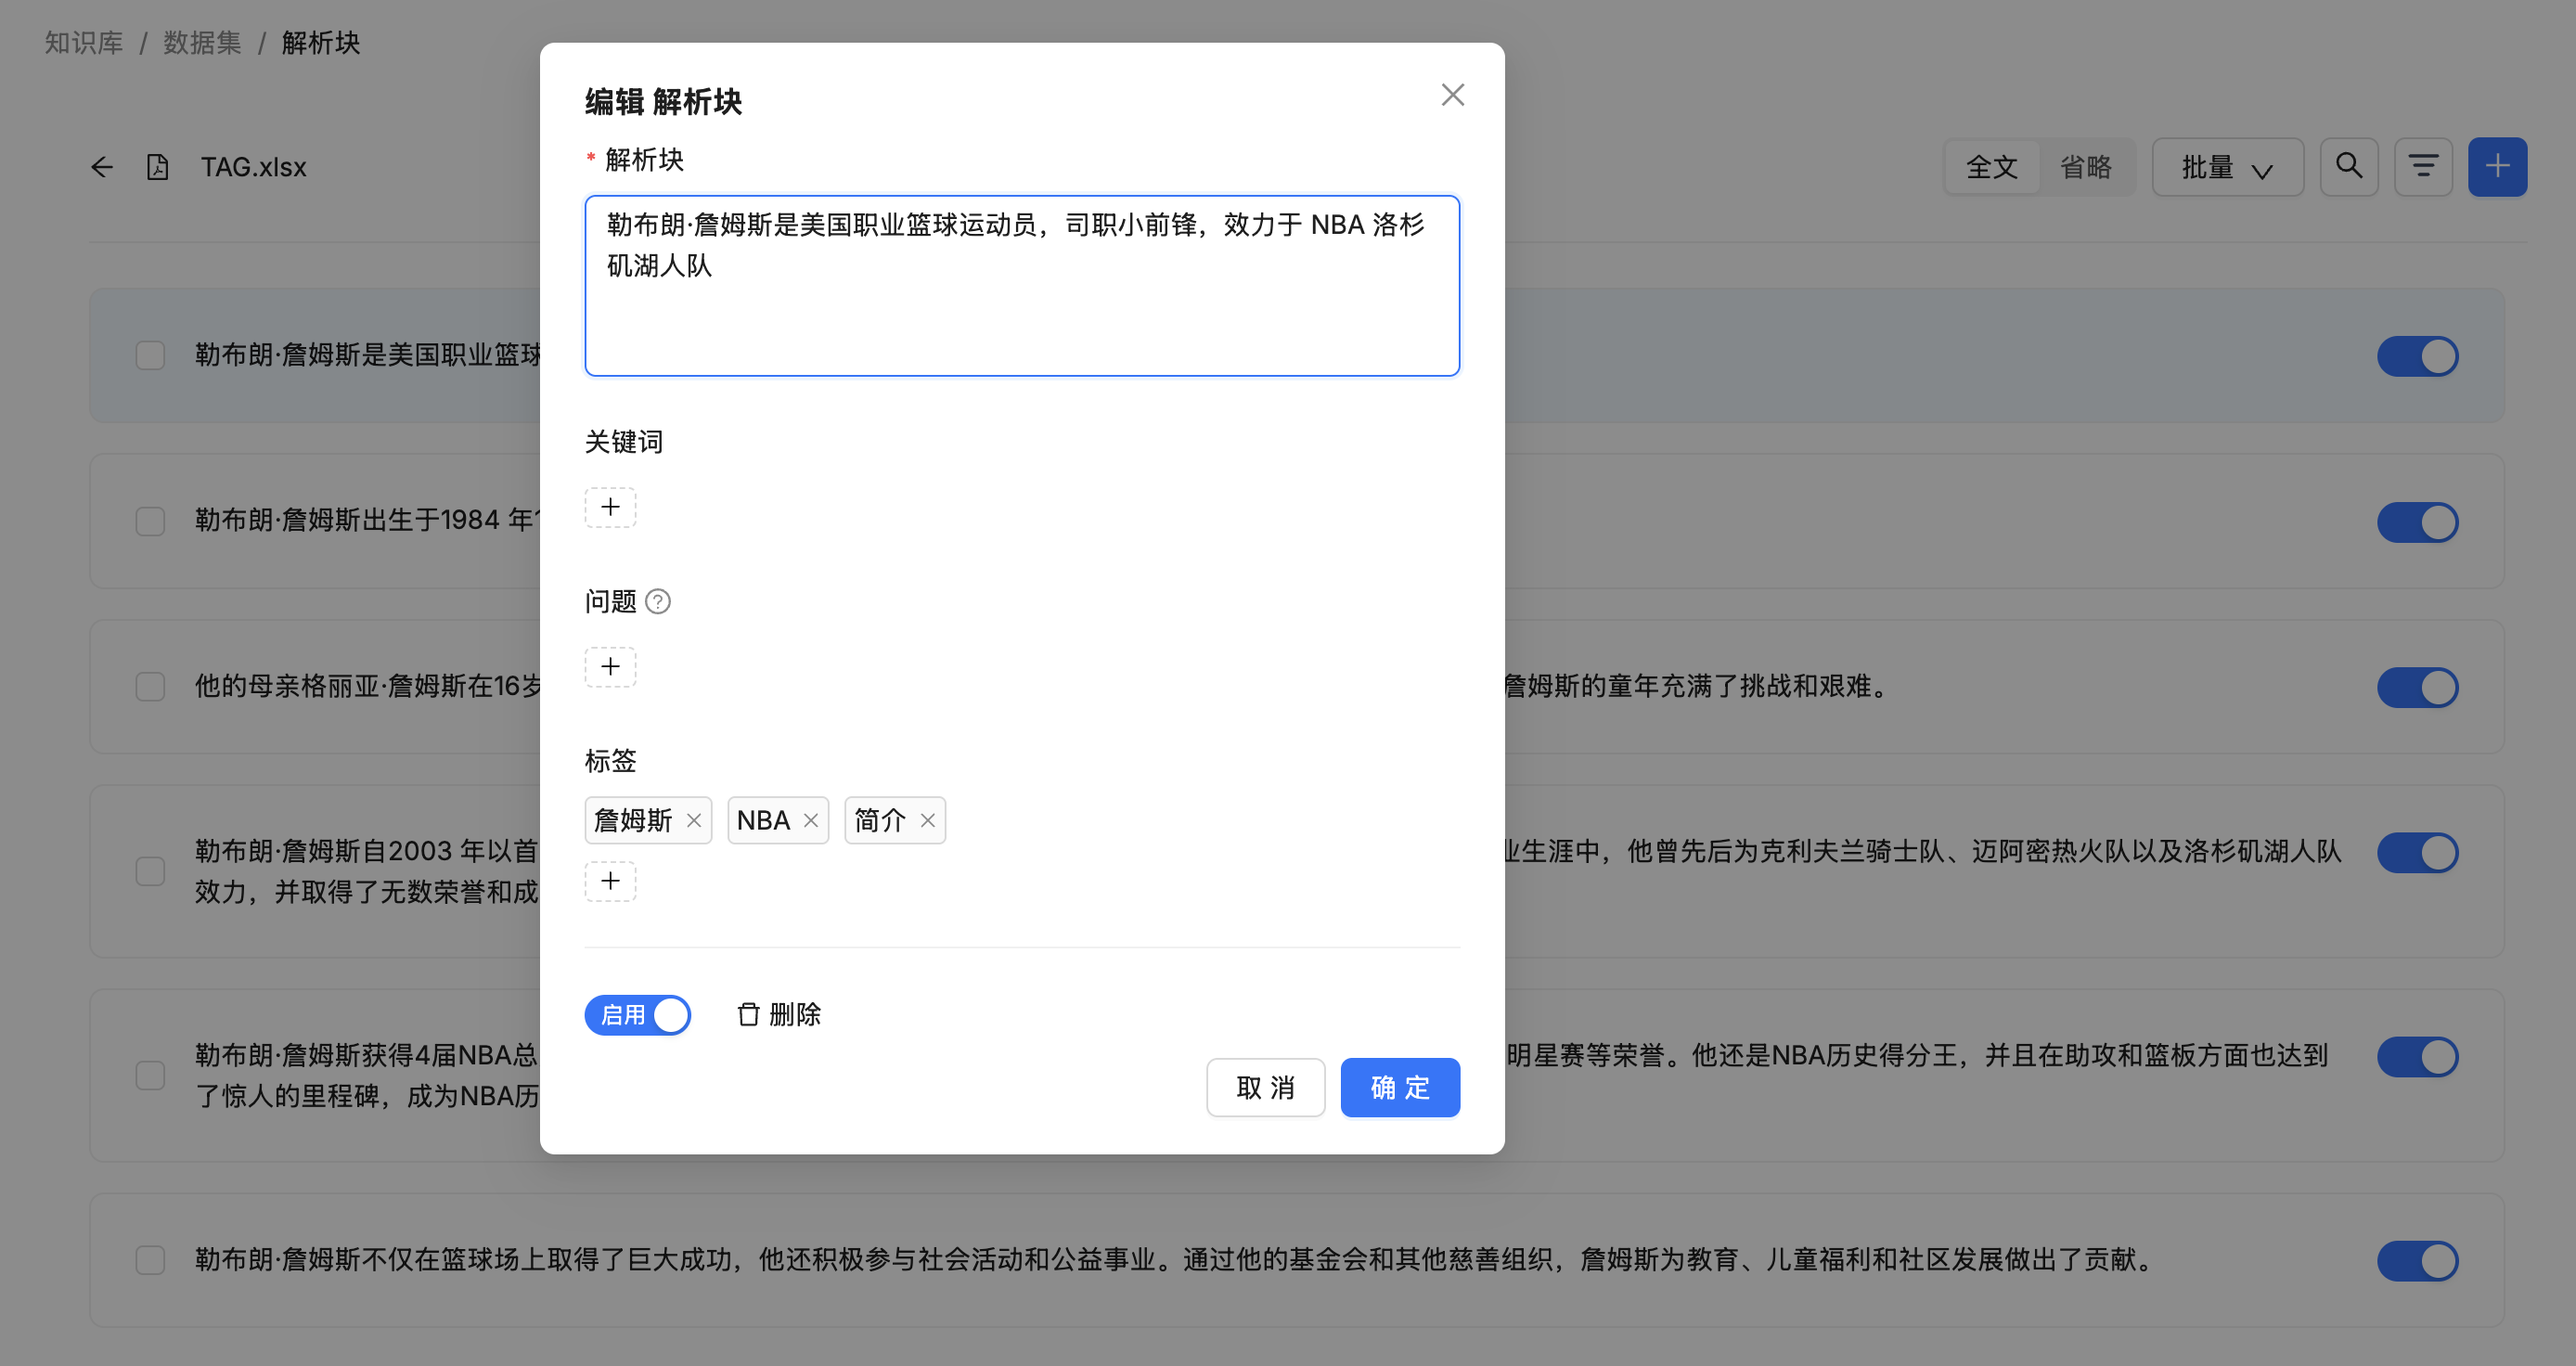 知识库 / 数据集 / 解析块
TAG.xlsx
全文 省略 批量
编辑 解析块
* 解析块
勒布朗·詹姆斯是美国职业篮球运动员，司职小前锋，效力于 NBA 洛杉
矶湖人队
关键词
问题
标签
詹姆斯 NBA 简介
启用 删除
取 消 确 定
勒布朗·詹姆斯是美国职业篮球
勒布朗·詹姆斯出生于1984 年
他的母亲格丽亚·詹姆斯在16岁
詹姆斯的童年充满了挑战和艰难。
勒布朗·詹姆斯自2003 年以首
业生涯中，他曾先后为克利夫兰骑士队、迈阿密热火队以及洛杉矶湖人队
效力，并取得了无数荣誉和成
勒布朗·詹姆斯获得4届NBA总
明星赛等荣誉。他还是NBA历史得分王，并且在助攻和篮板方面也达到
了惊人的里程碑，成为NBA历
勒布朗·詹姆斯不仅在篮球场上取得了巨大成功，他还积极参与社会活动和公益事业。通过他的基金会和其他慈善组织，詹姆斯为教育、儿童福利和社区发展做出了贡献。